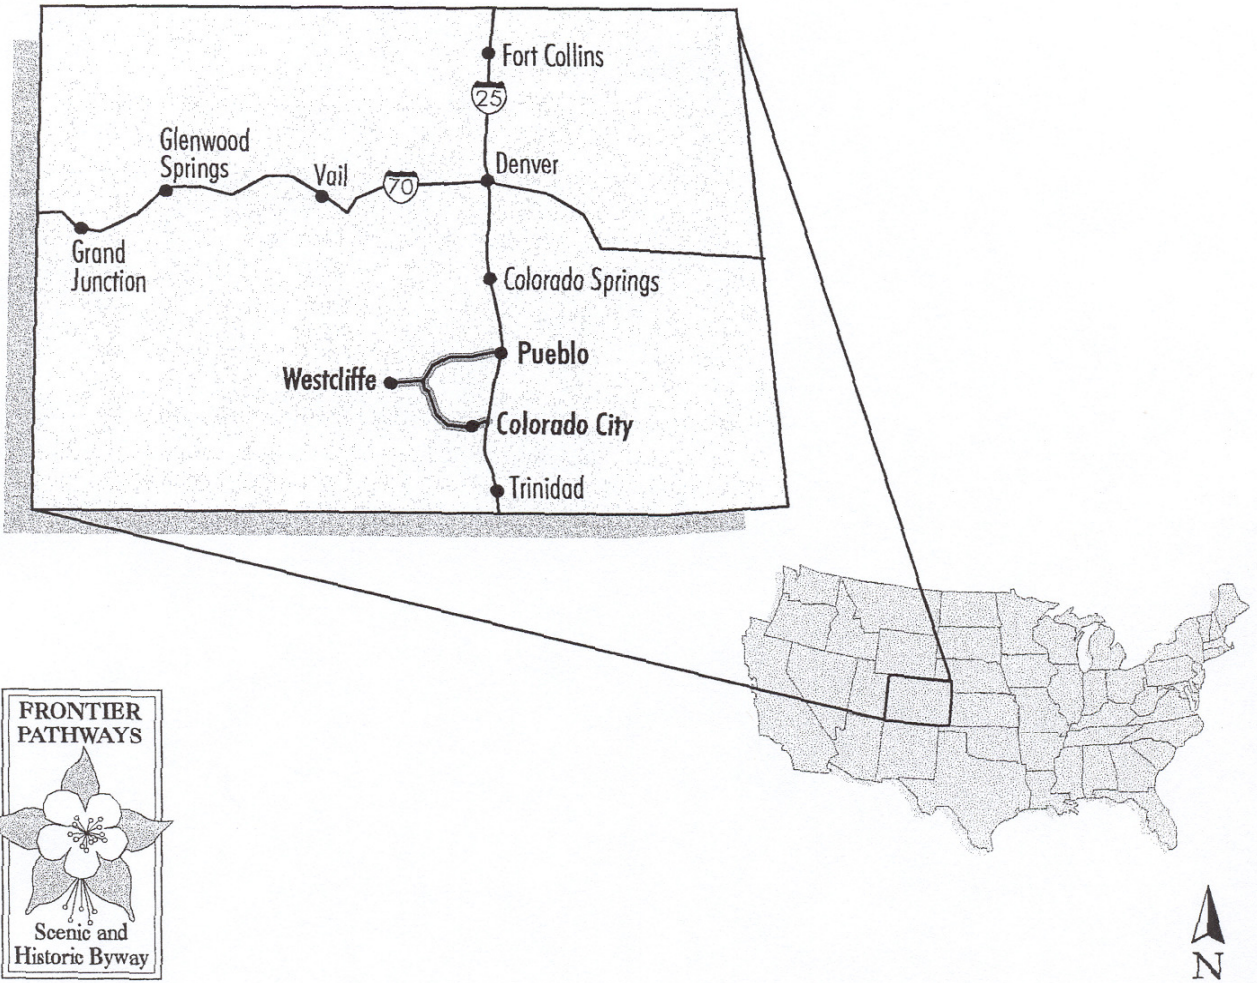 Fort Collins
25
Glenwood
Springs
Vail
70
Denver
Grand
Junction
Colorado Springs
Pueblo
Westcliffe
Colorado City
Trinidad
FRONTIER
PATHWAYS
Scenic and
Historic Byway
N